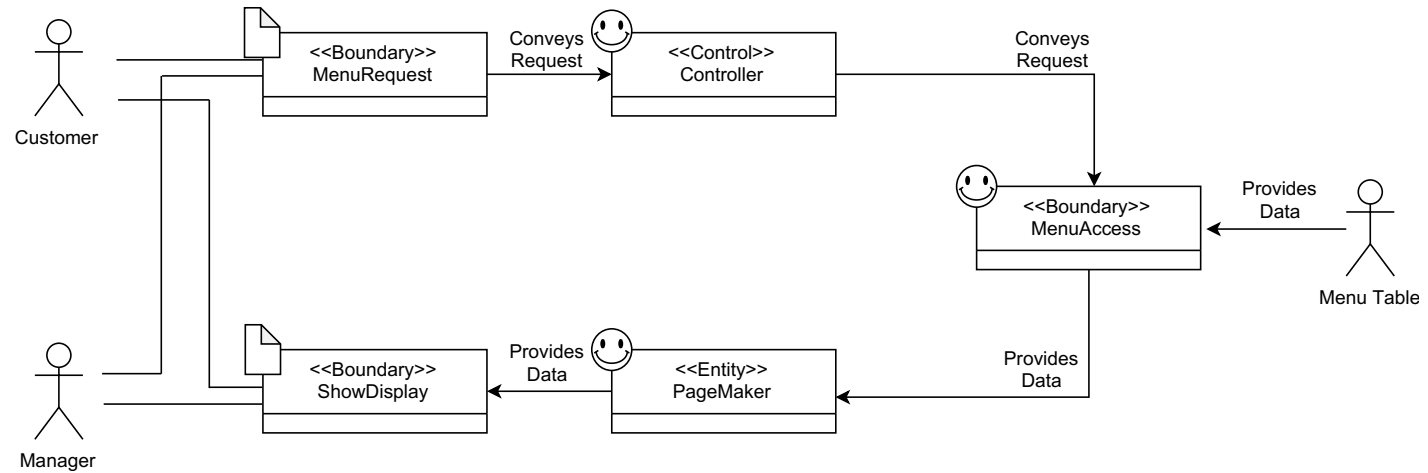 Customer
<<Boundary>>
MenuRequest
Conveys
Request
<<Control>>
Controller
Conveys
Request
<<Boundary>>
MenuAccess
Provides
Data
Menu Table
Manager
<<Boundary>>
ShowDisplay
Provides
Data
<<Entity>>
PageMaker
Provides
Data